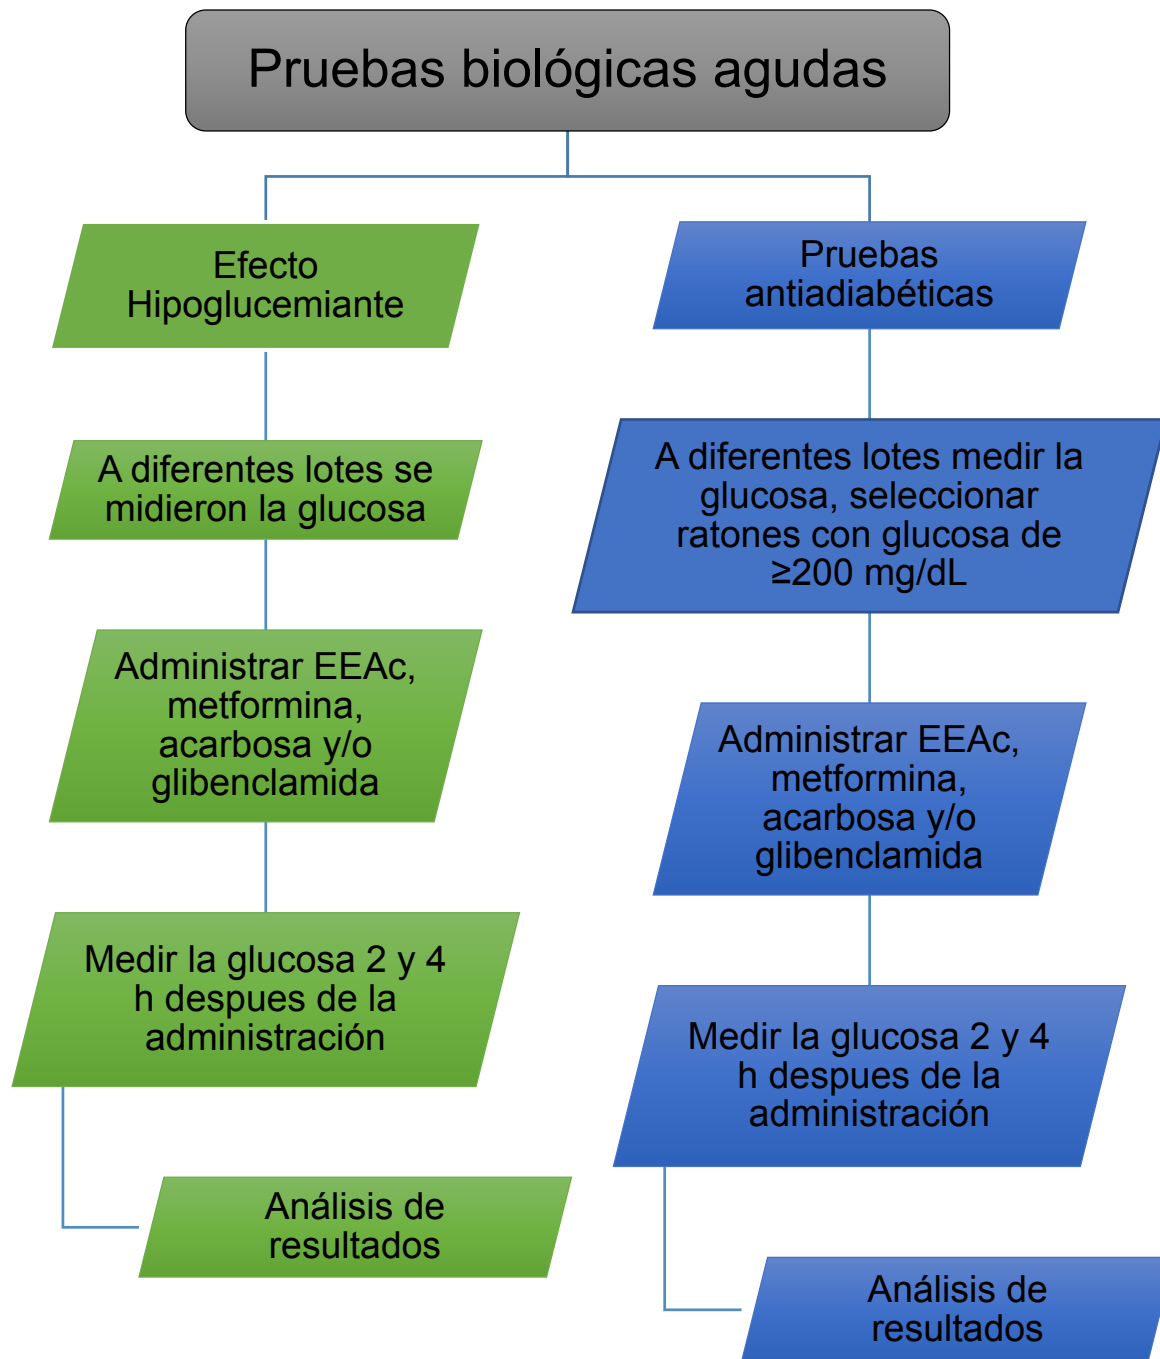 Pruebas biológicas agudas
Efecto
Hipoglucemiante
A diferentes lotes se
midieron la glucosa
Administrar EEAc,
metformina,
acarbosa y/o
glibenclamida
Medir la glucosa 2 y 4
h despues de la
administración
Análisis de
resultados
Pruebas
antiadiabéticas
A diferentes lotes medir la
glucosa, seleccionar
ratones con glucosa de
≥200 mg/dL
Administrar EEAc,
metformina,
acarbosa y/o
glibenclamida
Medir la glucosa 2 y 4
h despues de la
administración
Análisis de
resultados